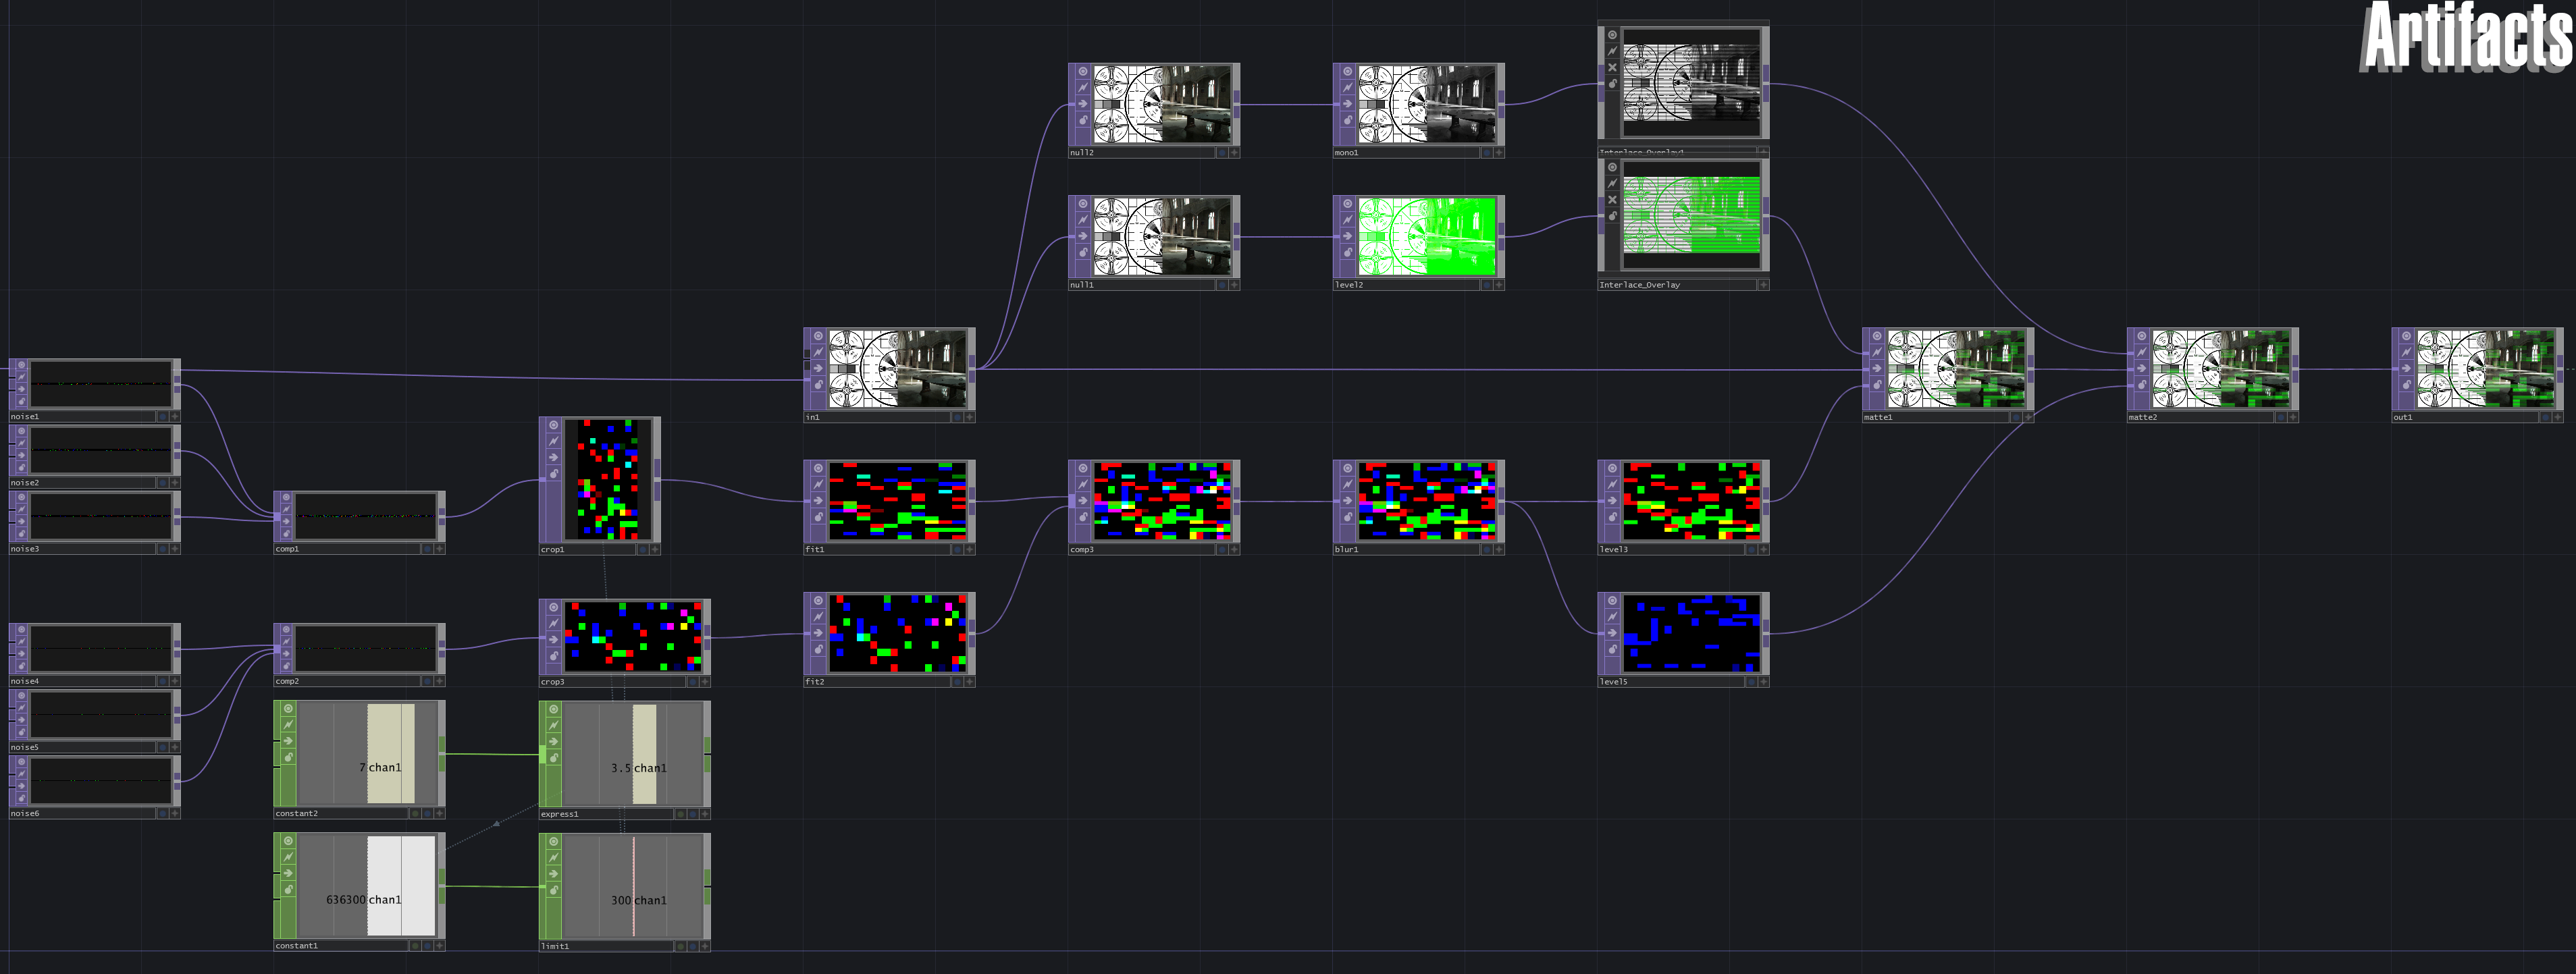 Artifacts
null2
mono1
Interlace_Overlay1
null1
level2
Interlace_Overlay
noise1
in1
matte1
matte2
out1
noise2
noise3
comp1
crop1
fit1
comp3
blur1
level3
noise4
comp2
crop3
fit2
level5
noise5
7 chan1
3.5 chan1
noise6
constant2
express1
636300 chan1
300 chan1
constant1
limit1